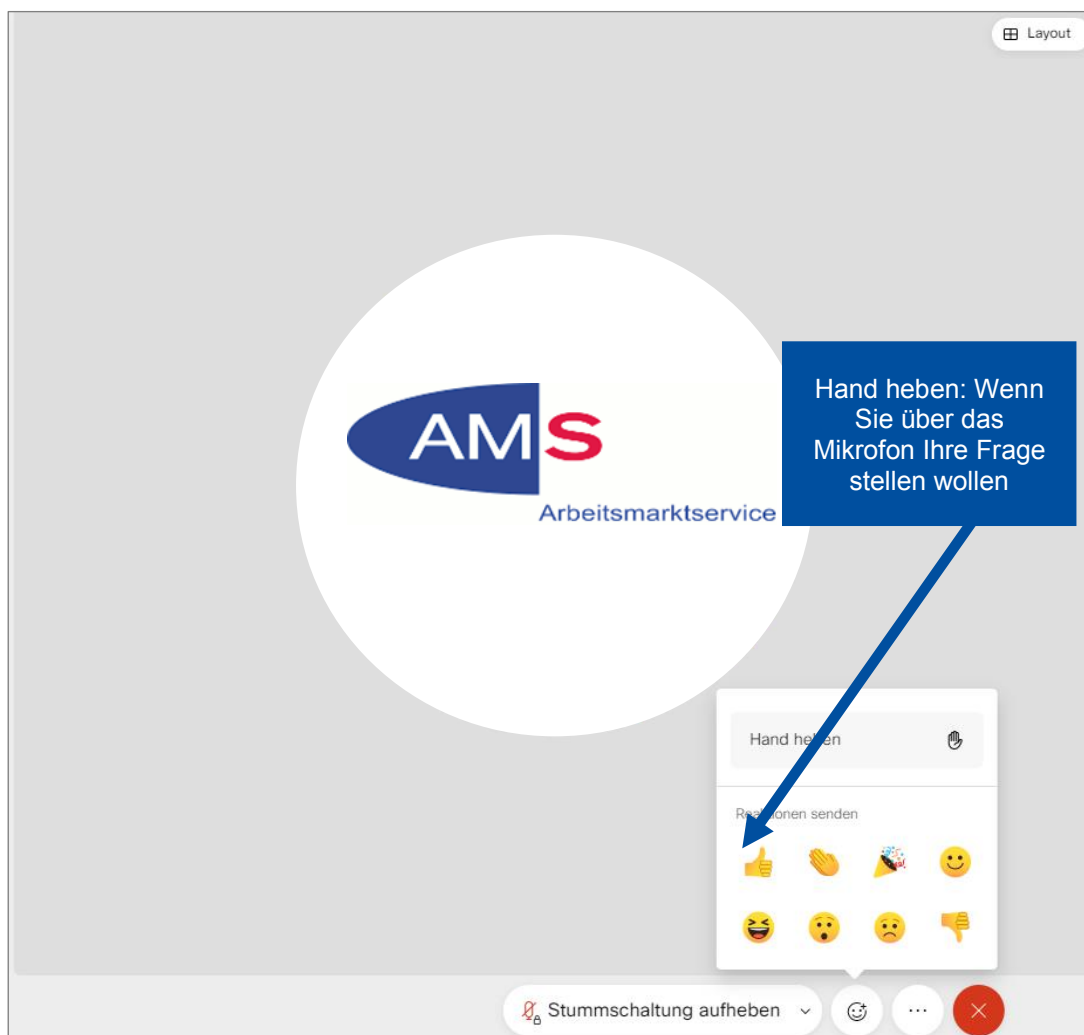 Layout
AMS
Arbeitsmarktservice
Hand heben: Wenn
Sie über das
Mikrofon Ihre Frage
stellen wollen
Hand heben
Reaktionen senden
Stummschaltung aufheben